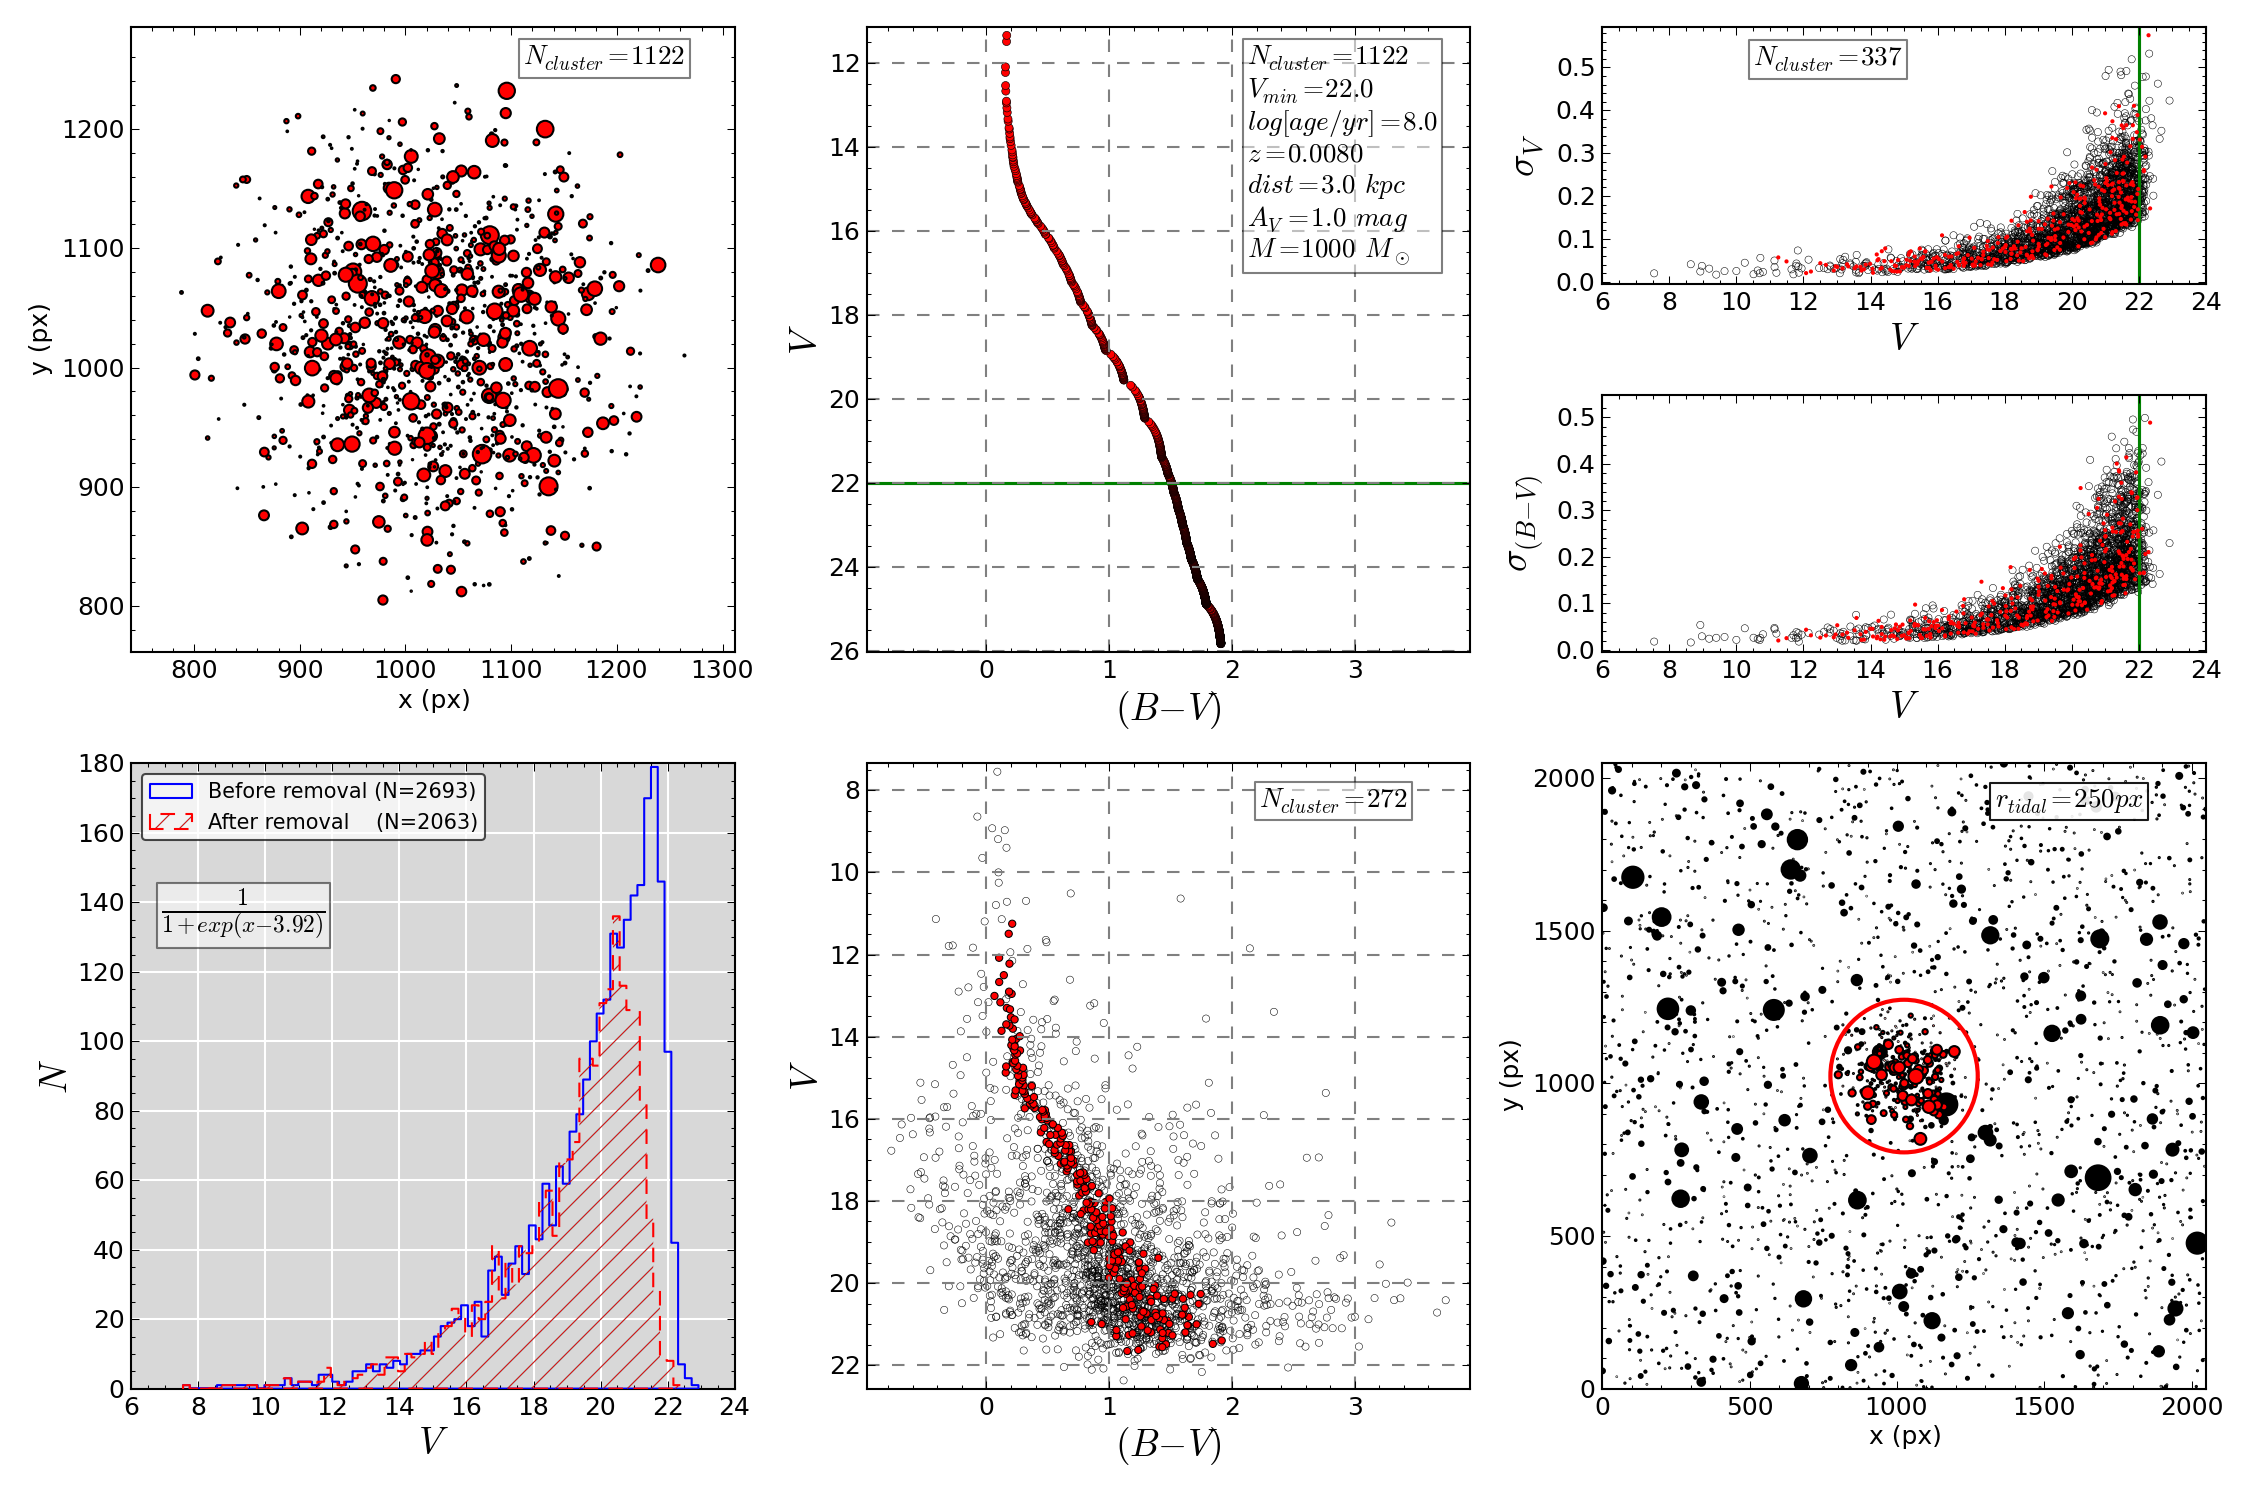 N_cluster=1122
1200
1100
1000
900
800
y (px)
800 900 1000 1100 1200 1300
x (px)
N_cluster=1122
V_min=22.0
log[age/yr]=8.0
z=0.0080
dist=3.0 kpc
A_V=1.0 mag
M=1000 M_⊙
12
14
16
18
20
22
24
26
V
0 1 2 3
(B−V)
N_cluster=337
0.5
0.4
0.3
0.2
0.1
0.0
σ_V
6 8 10 12 14 16 18 20 22 24
V
0.5
0.4
0.3
0.2
0.1
0.0
σ_(B−V)
6 8 10 12 14 16 18 20 22 24
V
Before removal (N=2693)
After removal (N=2063)
1
1+exp(x−3.92)
180
160
140
120
100
80
60
40
20
0
N
6 8 10 12 14 16 18 20 22 24
V
N_cluster=272
8
10
12
14
16
18
20
22
V
0 1 2 3
(B−V)
r_tidal=250px
2000
1500
1000
500
0
y (px)
0 500 1000 1500 2000
x (px)